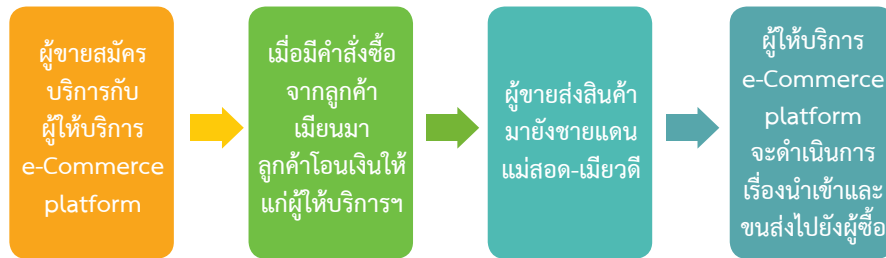 ผู้ขายสมัคร
บริการกับ
ผู้ให้บริการ
e-Commerce
platform
เมื่อมีคำสั่งซื้อ
จากลูกค้า
เมียนมา
ลูกค้าโอนเงินให้
แก่ผู้ให้บริการฯ
ผู้ขายส่งสินค้า
มายังชายแดน
แม่สอด-เมียวดี
ผู้ให้บริการ
e-Commerce
platform
จะดำเนินการ
เรื่องนำเข้าและ
ขนส่งไปยังผู้ซื้อ